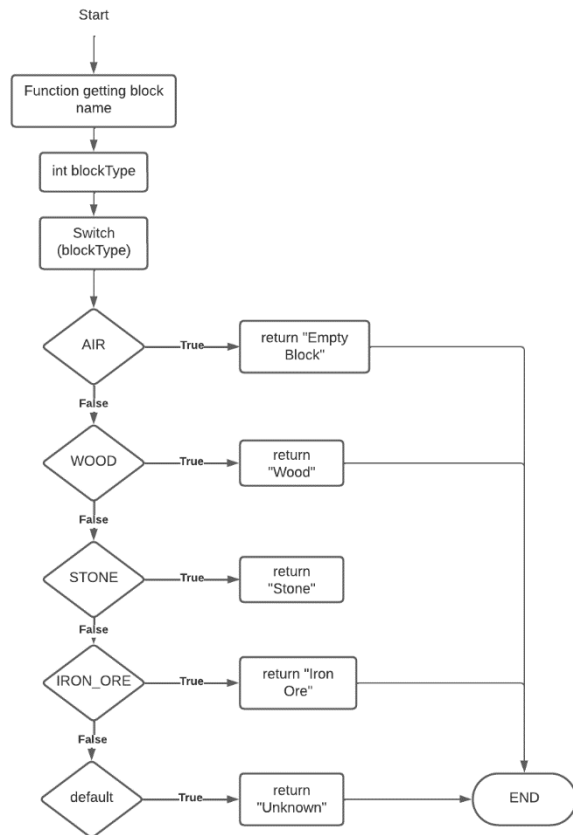 Start
Function getting block
name
int blockType
Switch
(blockType)
AIR
True
return "Empty
Block"
False
WOOD
True
return
"Wood"
False
STONE
True
return
"Stone"
False
IRON_ORE
True
return "Iron
Ore"
False
default
True
return
"Unknown"
END